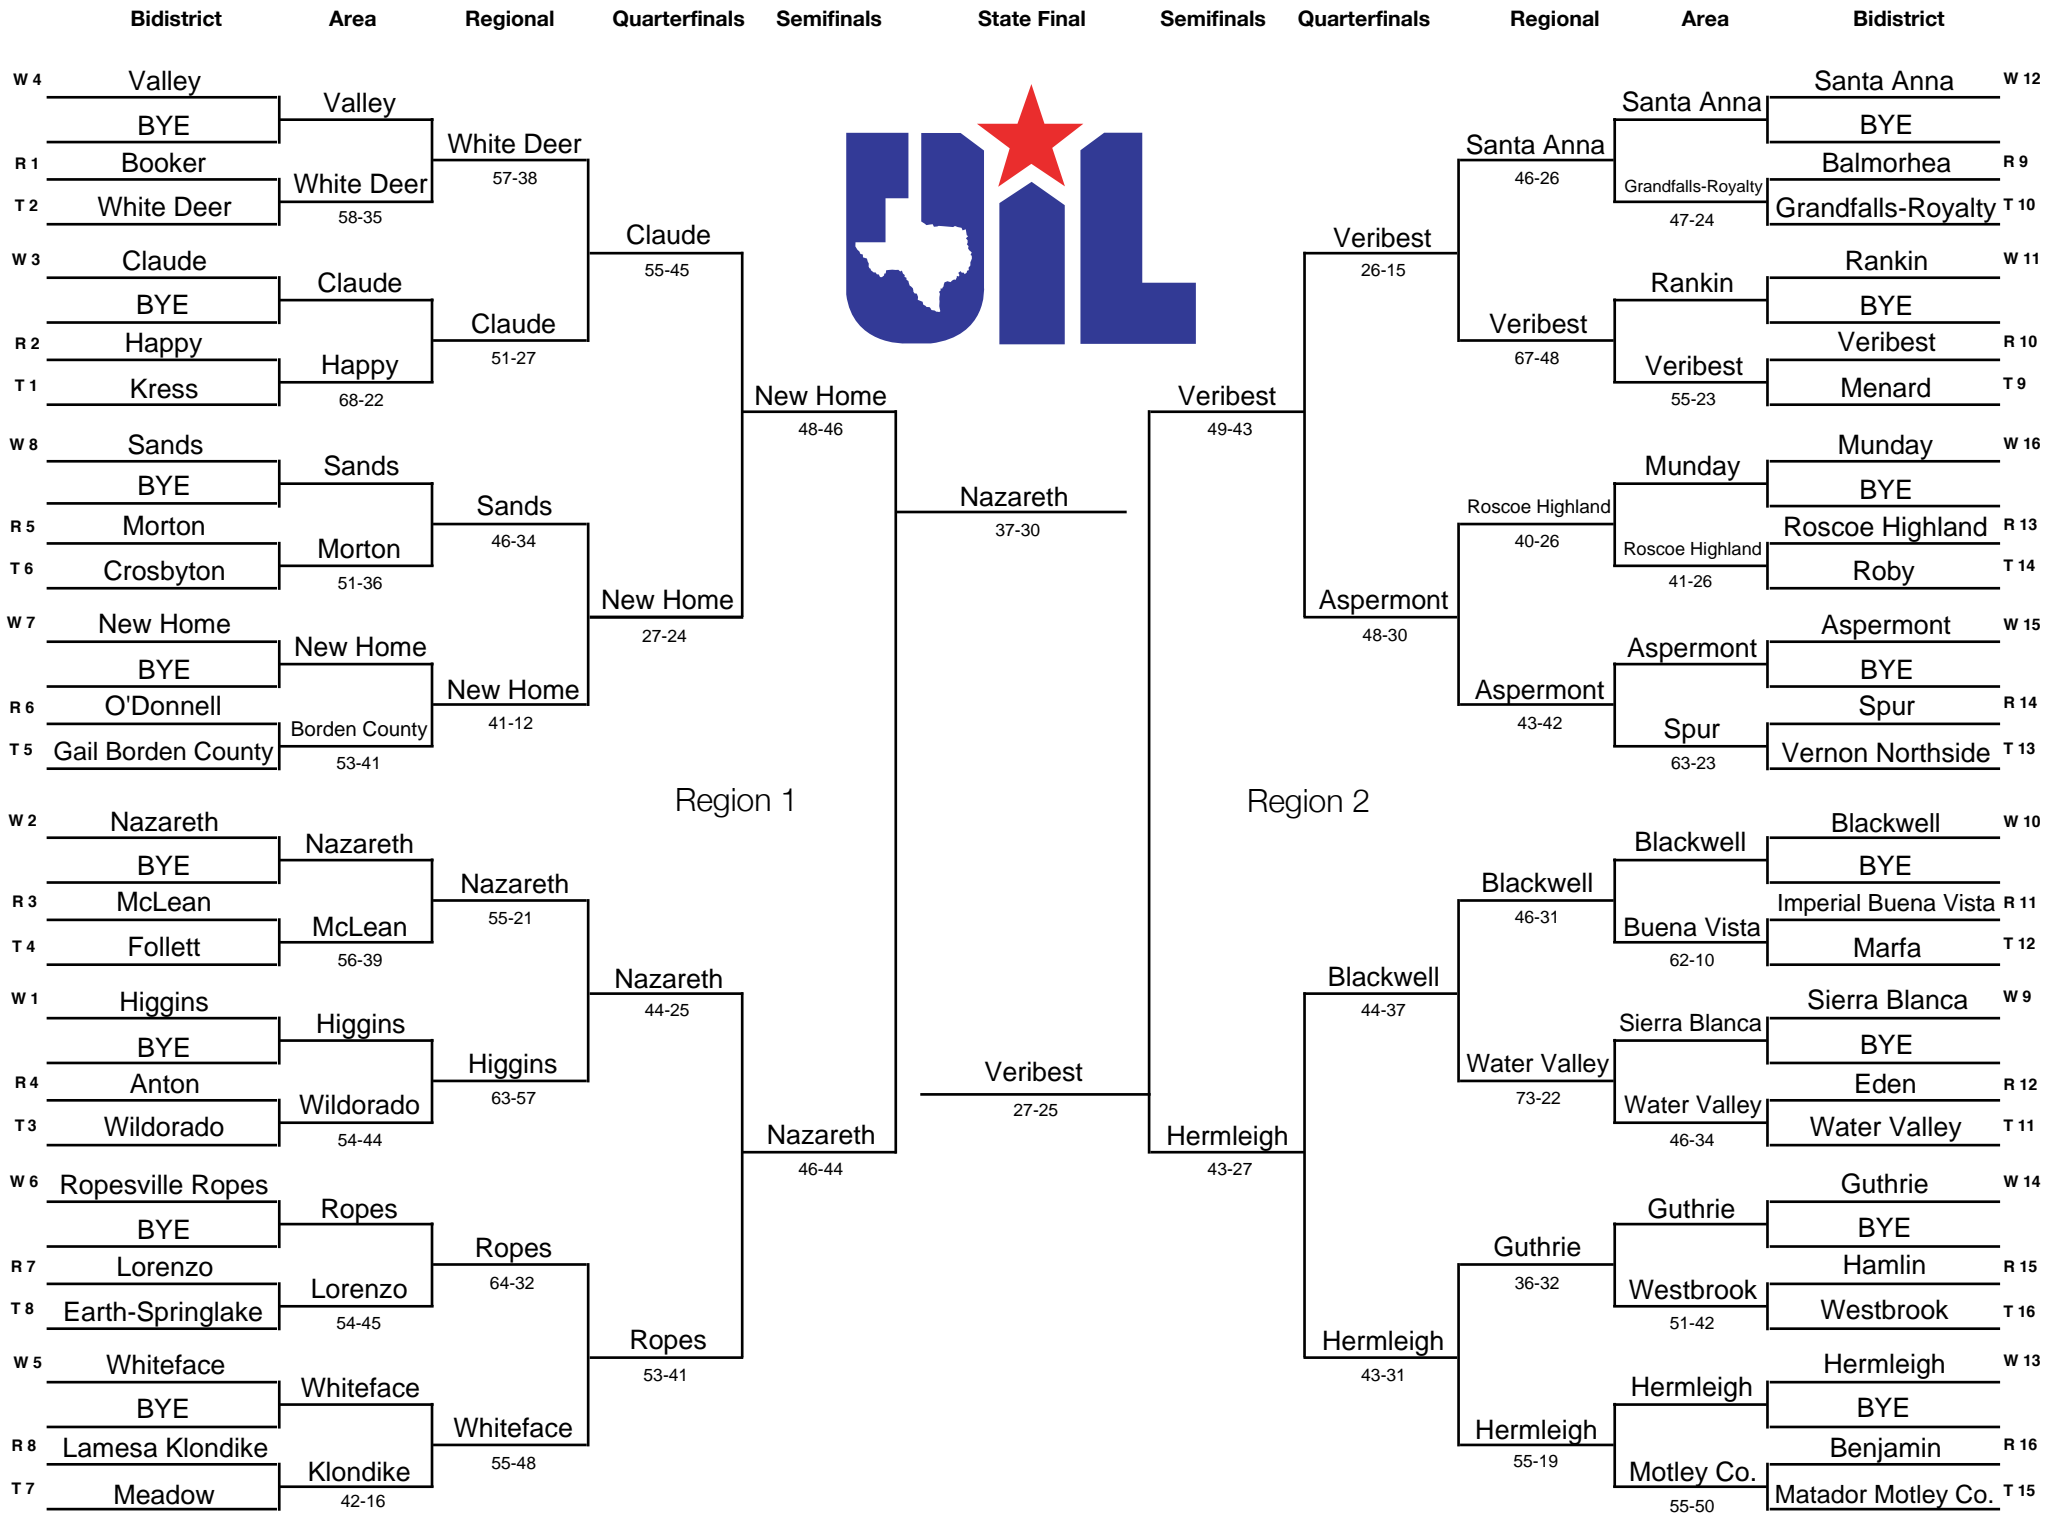 Bidistrict Area Regional Quarterfinals Semifinals State Final Semifinals Quarterfinals Regional Area Bidistrict
W 4 Valley
BYE
Valley
R 1 Booker
T 2 White Deer
White Deer
58-35
White Deer
57-38
W 3 Claude
BYE
Claude
R 2 Happy
T 1 Kress
Happy
68-22
Claude
51-27
Claude
55-45
W 8 Sands
BYE
Sands
R 5 Morton
T 6 Crosbyton
Morton
51-36
Sands
46-34
W 7 New Home
BYE
New Home
R 6 O'Donnell
T 5 Gail Borden County
Borden County
53-41
New Home
41-12
New Home
27-24
New Home
48-46
Region 1
W 2 Nazareth
BYE
Nazareth
R 3 McLean
T 4 Follett
McLean
56-39
Nazareth
55-21
W 1 Higgins
BYE
Higgins
R 4 Anton
T 3 Wildorado
Wildorado
54-44
Higgins
63-57
Nazareth
44-25
W 6 Ropesville Ropes
BYE
Ropes
R 7 Lorenzo
T 8 Earth-Springlake
Lorenzo
54-45
Ropes
64-32
W 5 Whiteface
BYE
Whiteface
R 8 Lamesa Klondike
T 7 Meadow
Klondike
42-16
Whiteface
55-48
Ropes
53-41
Nazareth
46-44
UIL
Nazareth
37-30
Veribest
27-25
Santa Anna W 12
BYE
Santa Anna
Balmorhea R 9
Grandfalls-Royalty T 10
Grandfalls-Royalty
47-24
Santa Anna
46-26
Rankin W 11
BYE
Rankin
Veribest R 10
Menard T 9
Veribest
55-23
Veribest
67-48
Veribest
26-15
Munday W 16
BYE
Munday
Roscoe Highland R 13
Roby T 14
Roscoe Highland
41-26
Roscoe Highland
40-26
Aspermont W 15
BYE
Aspermont
Spur R 14
Vernon Northside T 13
Spur
63-23
Aspermont
43-42
Aspermont
48-30
Veribest
49-43
Region 2
Blackwell W 10
BYE
Blackwell
Imperial Buena Vista R 11
Marfa T 12
Buena Vista
62-10
Blackwell
46-31
Sierra Blanca W 9
BYE
Sierra Blanca
Eden R 12
Water Valley T 11
Water Valley
46-34
Water Valley
73-22
Blackwell
44-37
Guthrie W 14
BYE
Guthrie
Hamlin R 15
Westbrook T 16
Westbrook
51-42
Guthrie
36-32
Hermleigh W 13
BYE
Hermleigh
Benjamin R 16
Matador Motley Co. T 15
Motley Co.
55-50
Hermleigh
55-19
Hermleigh
43-31
Hermleigh
43-27